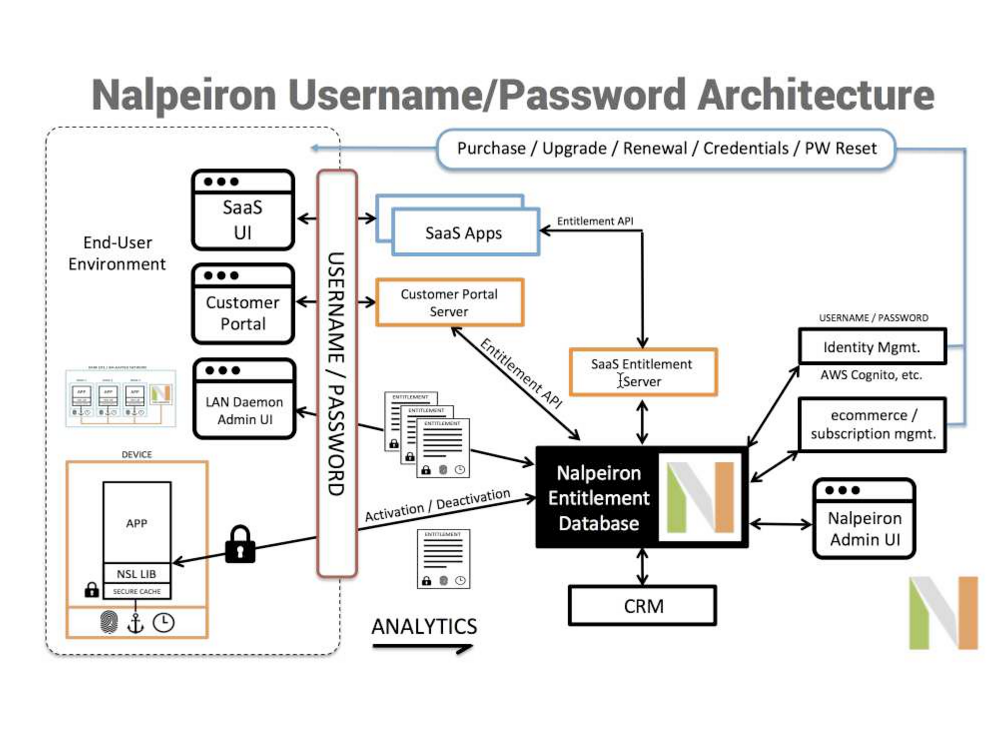 Nalpeiron Username/Password Architecture
Purchase / Upgrade / Renewal / Credentials / PW Reset
End-User
Environment
SaaS
UI
Customer
Portal
LAN Daemon
Admin UI
USERNAME / PASSWORD
SaaS Apps
Entitlement API
Customer Portal
Server
Entitlement API
SaaS Entitlement
Server
USERNAME / PASSWORD
Identity Mgmt.
AWS Cognito, etc.
ecommerce /
subscription mgmt.
ENTITLEMENT
ENTITLEMENT
ENTITLEMENT
Nalpeiron
Entitlement
Database
Nalpeiron
Admin UI
DEVICE
APP
NSL LIB
SECURE CACHE
Activation / Deactivation
ENTITLEMENT
CRM
ANALYTICS
APP
APP
APP